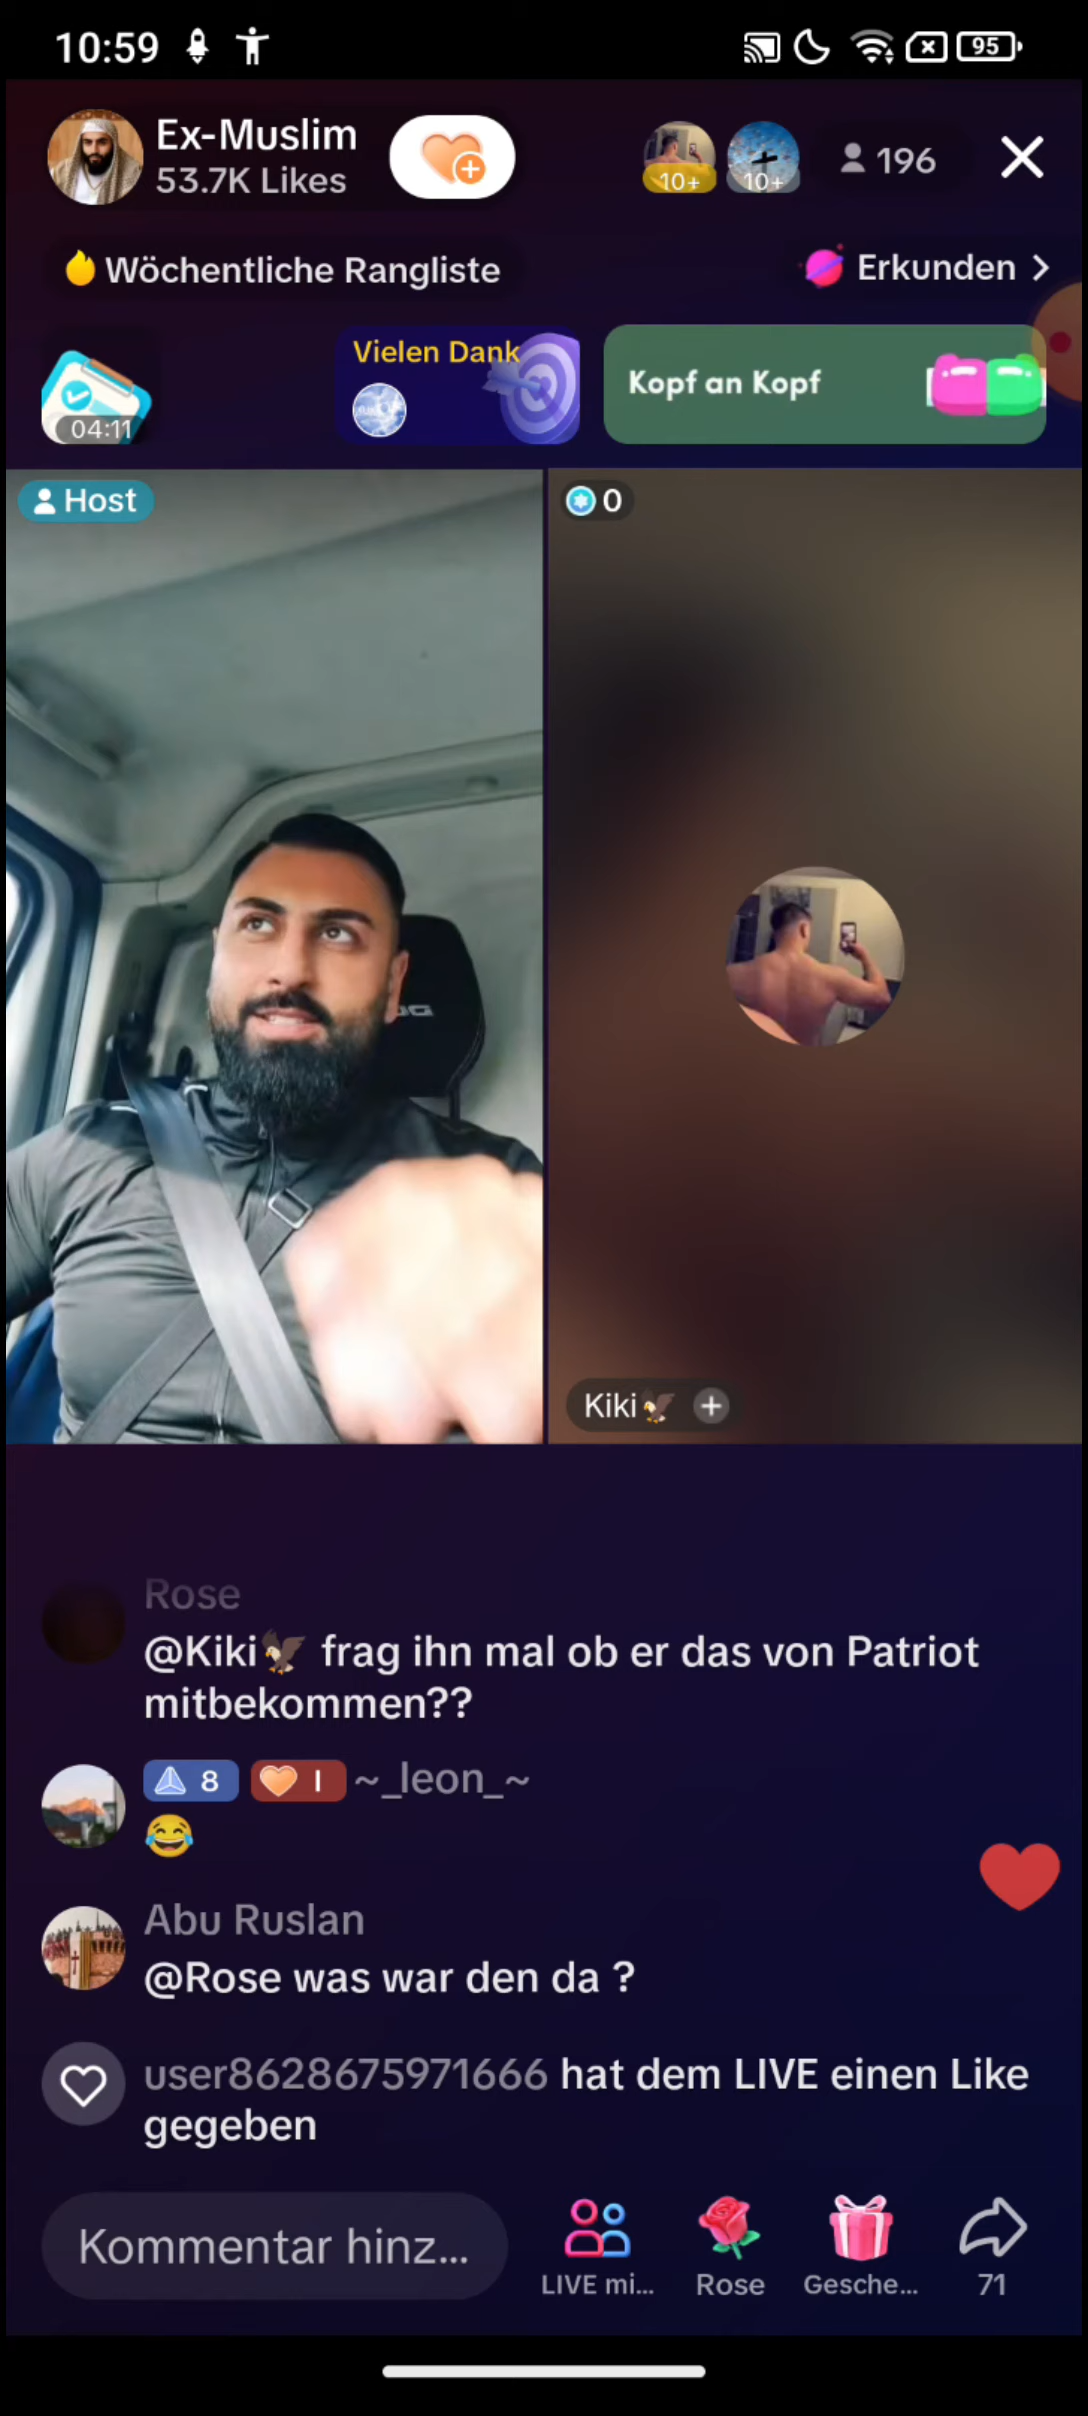 10:59
95
Ex-Muslim
53.7K Likes
10+
10+
196
Wöchentliche Rangliste
Erkunden >
04:11
Vielen Dank
Kopf an Kopf
Host
0
Kiki🦅 +
Rose
@Kiki🦅 frag ihn mal ob er das von Patriot
mitbekommen??
8 I ~_leon_~
😂
Abu Ruslan
@Rose was war den da ?
user8628675971666 hat dem LIVE einen Like
gegeben
Kommentar hinz...
LIVE mi...
Rose
Gesche...
71